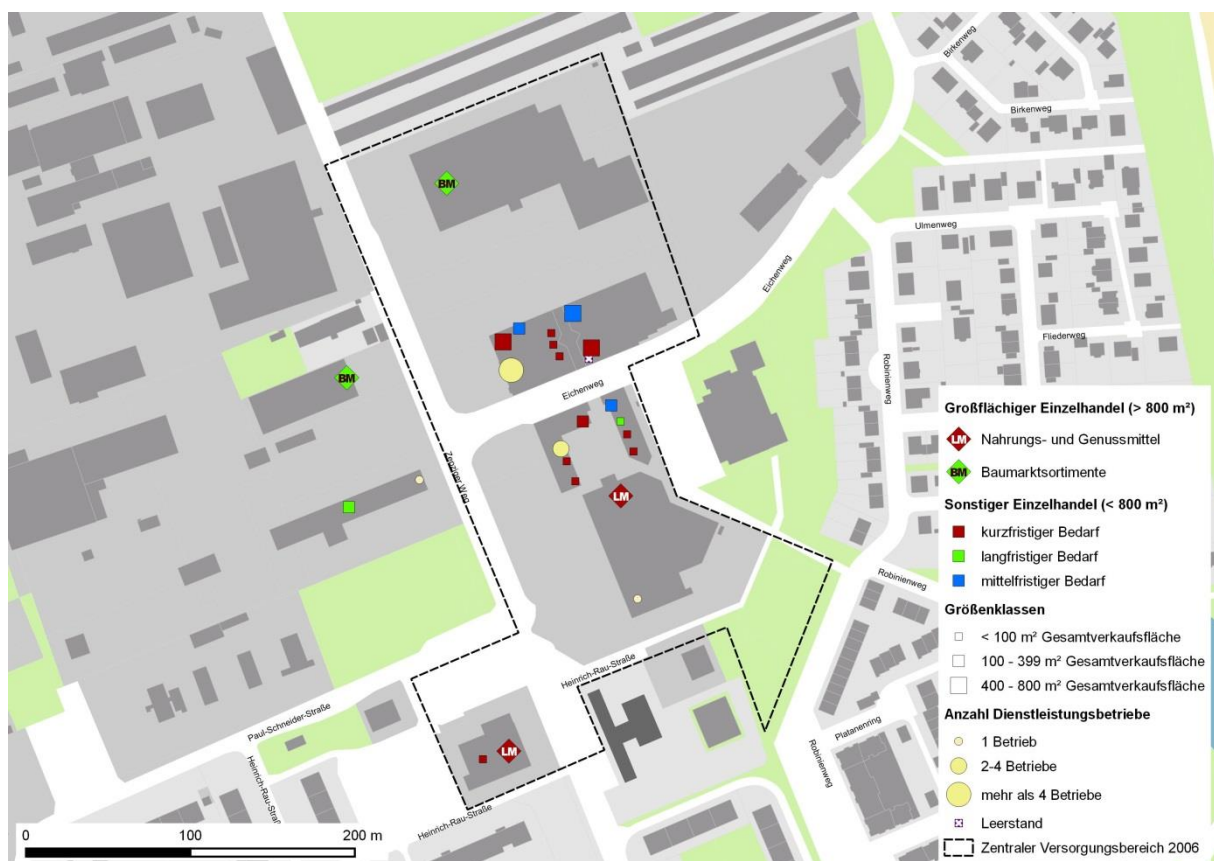 Birkenweg
Birkenweg
BM
Ulmenweg
Eichenweg
Fliederweg
Robinienweg
BM
Eichenweg
Zeppiger Weg
LM
Robinienweg
Heinrich-Rau-Straße
Paul-Schneider-Straße
Heinrich-Rau-Straße
LM
Platanenring
Robinienweg
Heinrich-Rau-Straße
0 100 200 m
Großflächiger Einzelhandel (> 800 m²)
LM Nahrungs- und Genussmittel
BM Baumarktsortimente
Sonstiger Einzelhandel (< 800 m²)
kurzfristiger Bedarf
langfristiger Bedarf
mittelfristiger Bedarf
Größenklassen
< 100 m² Gesamtverkaufsfläche
100 - 399 m² Gesamtverkaufsfläche
400 - 800 m² Gesamtverkaufsfläche
Anzahl Dienstleistungsbetriebe
1 Betrieb
2-4 Betriebe
mehr als 4 Betriebe
Leerstand
Zentraler Versorgungsbereich 2006